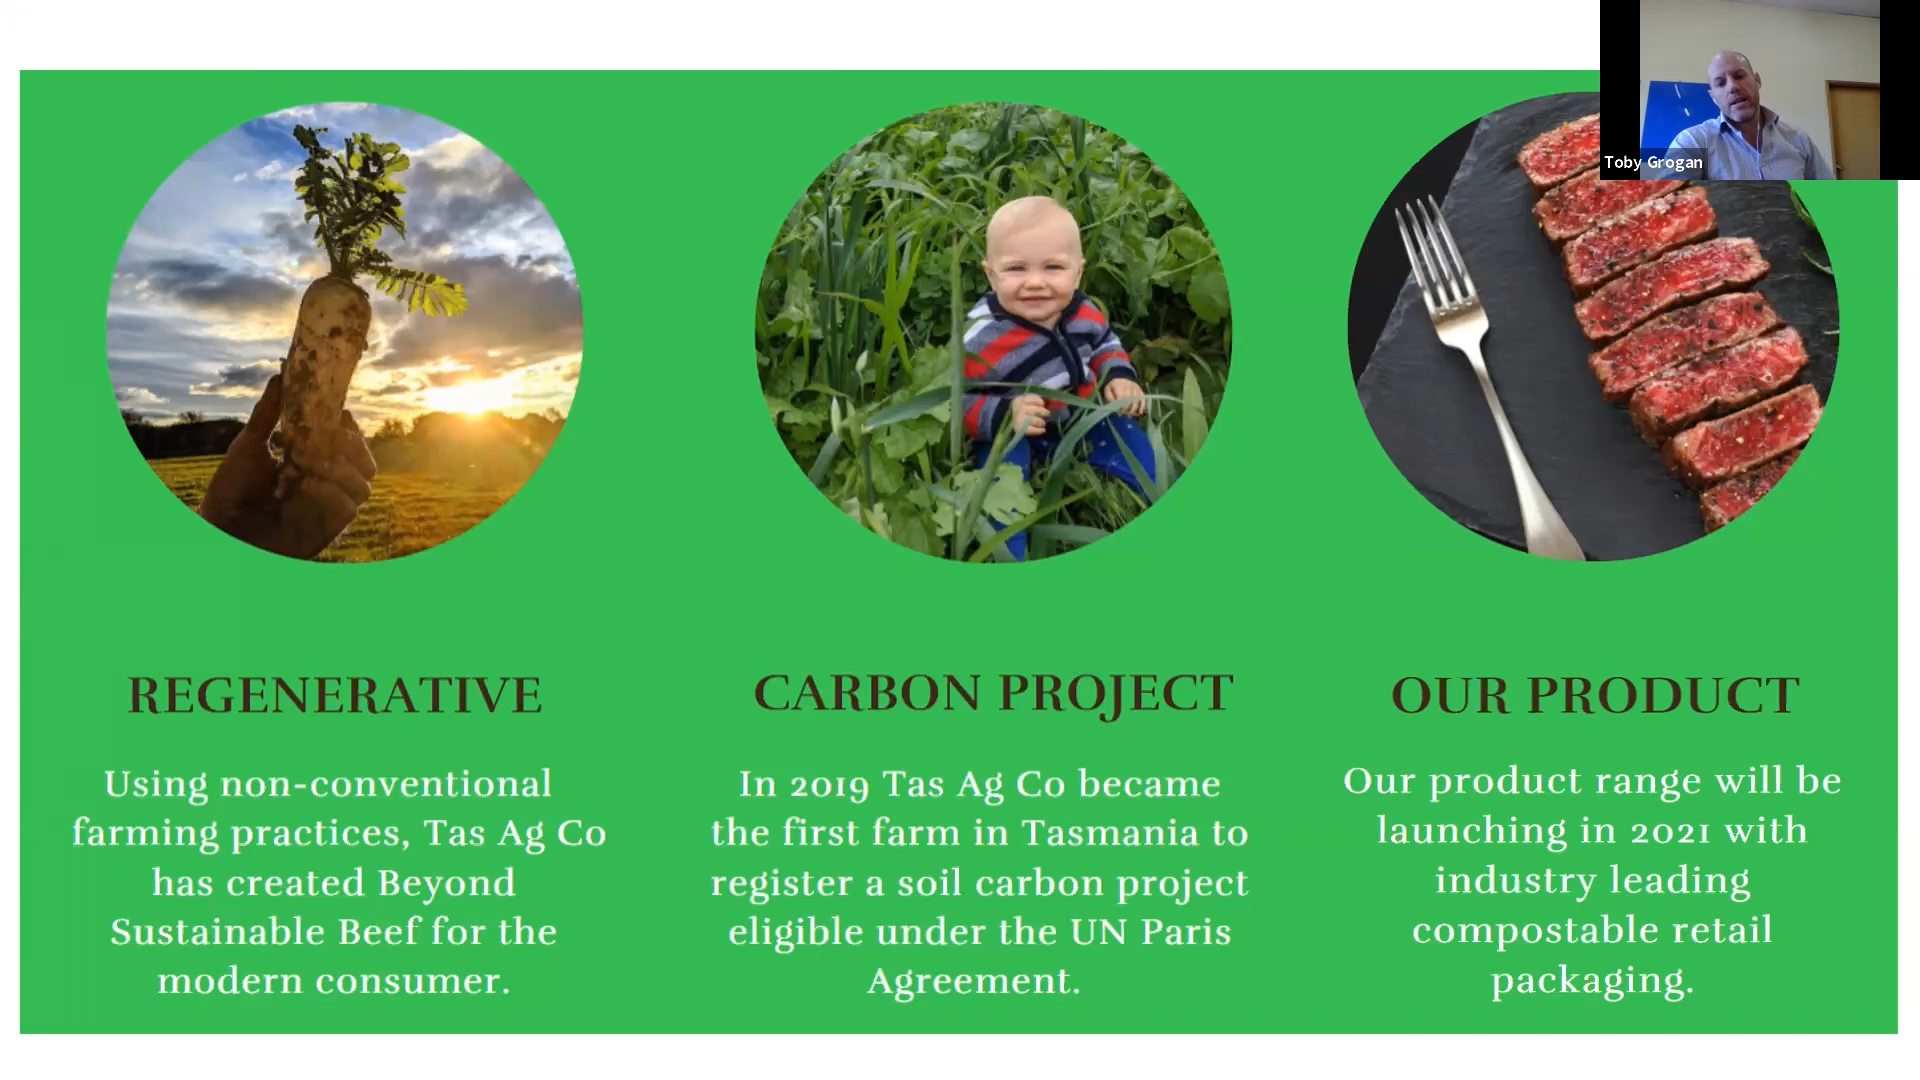 Toby Grogan
REGENERATIVE
Using non-conventional
farming practices, Tas Ag Co
has created Beyond
Sustainable Beef for the
modern consumer.
CARBON PROJECT
In 2019 Tas Ag Co became
the first farm in Tasmania to
register a soil carbon project
eligible under the UN Paris
Agreement.
OUR PRODUCT
Our product range will be
launching in 2021 with
industry leading
compostable retail
packaging.